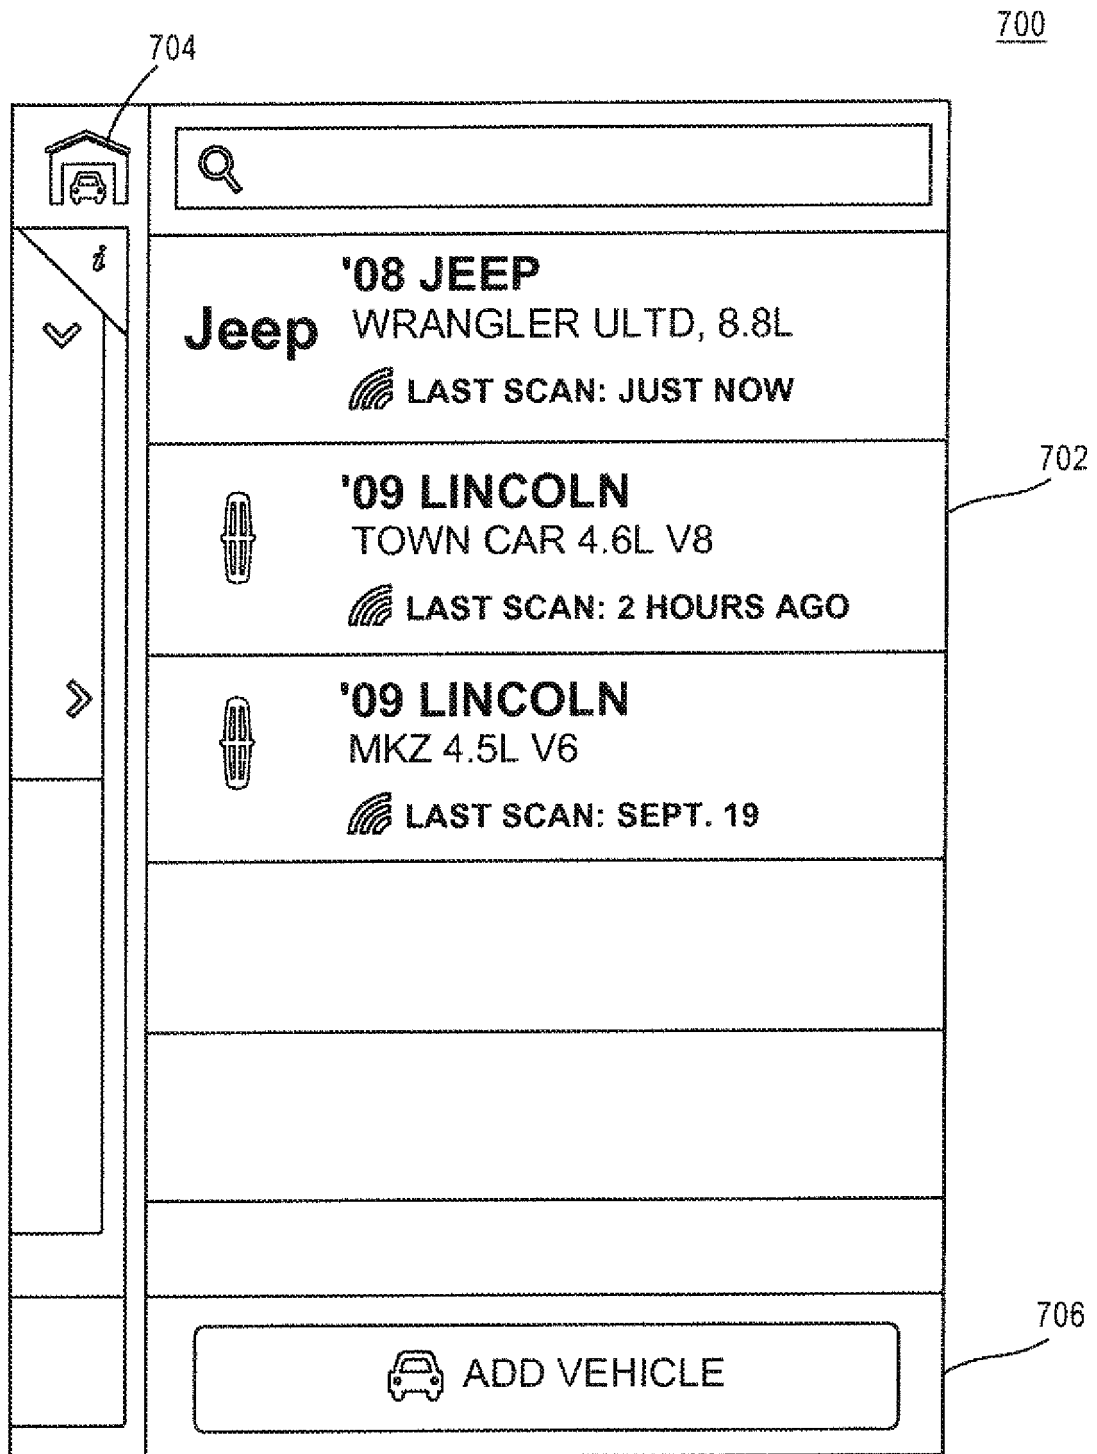 700
704
i
'08 JEEP
Jeep
WRANGLER ULTD, 8.8L
LAST SCAN: JUST NOW
702
'09 LINCOLN
TOWN CAR 4.6L V8
LAST SCAN: 2 HOURS AGO
'09 LINCOLN
MKZ 4.5L V6
LAST SCAN: SEPT. 19
706
ADD VEHICLE